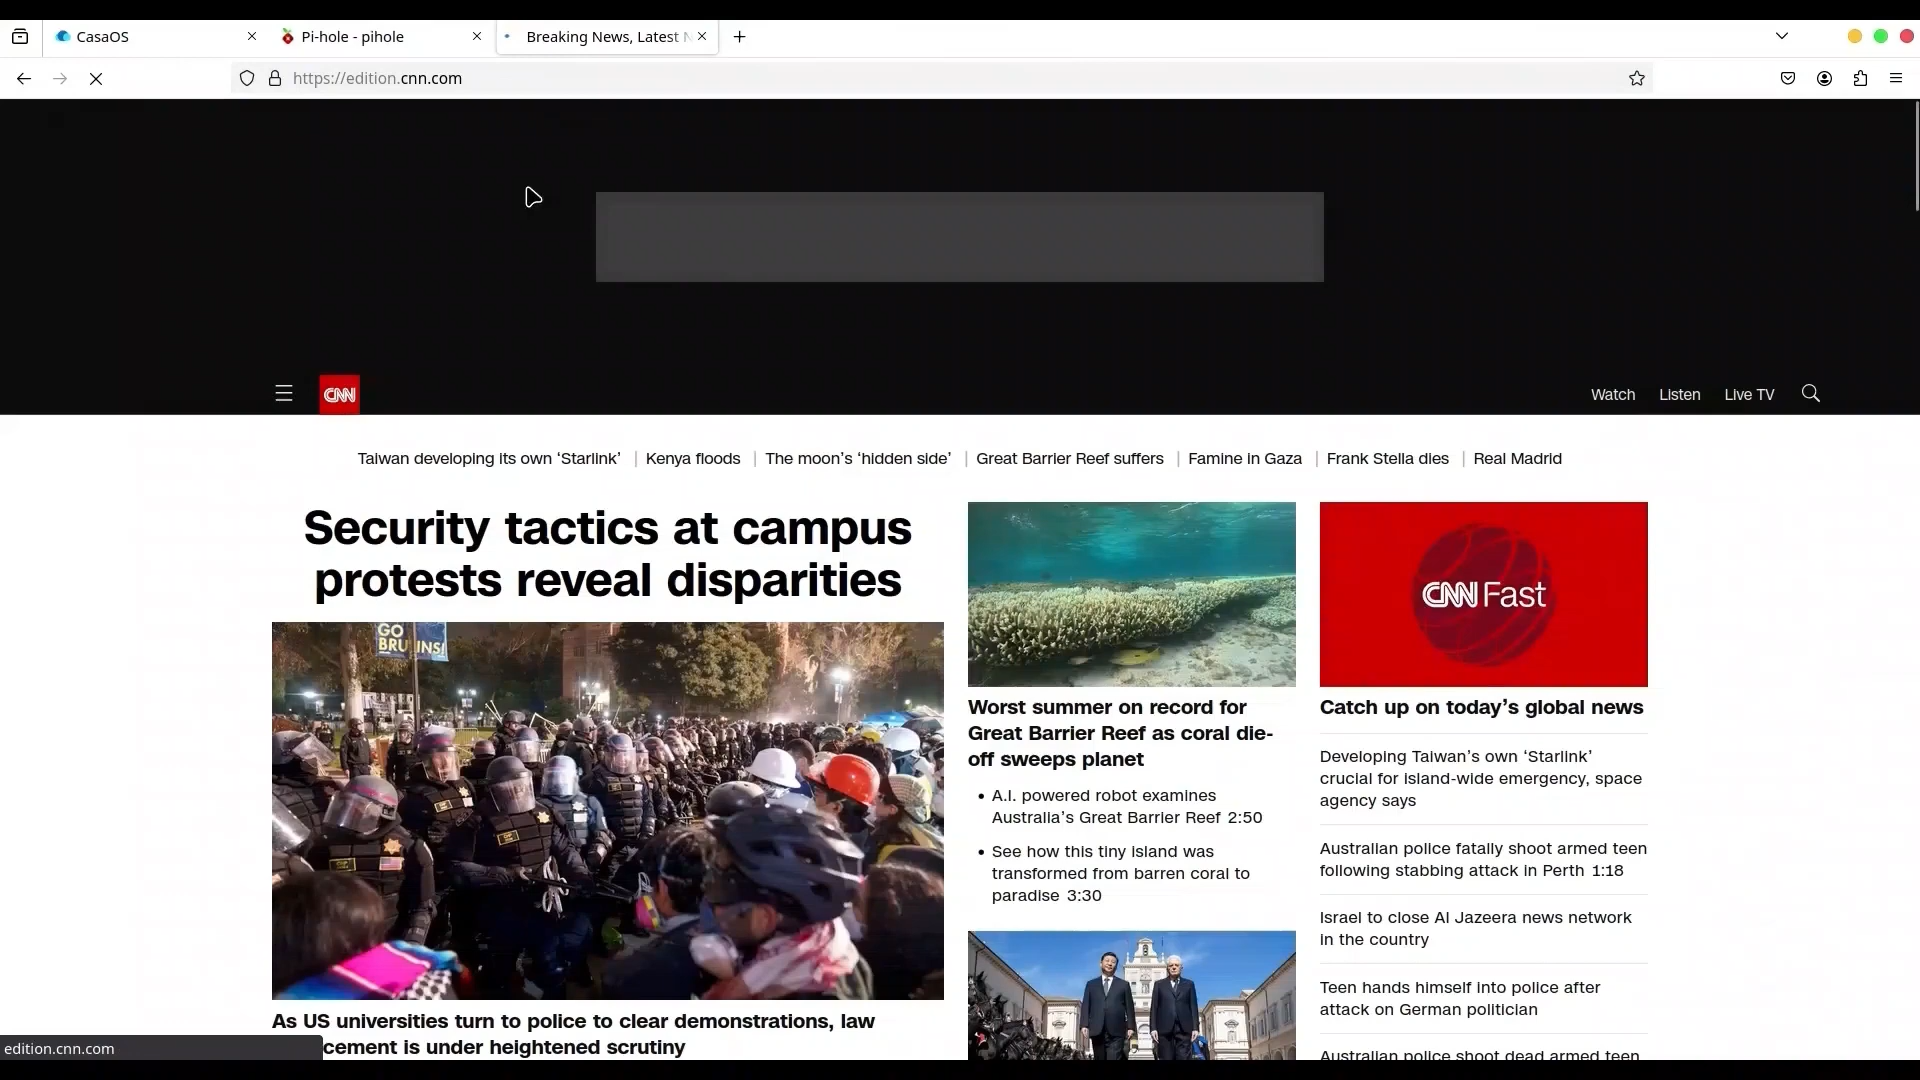 CasaOS
Pi-hole - pihole
Breaking News, Latest N
https://edition.cnn.com
CNN
Watch
Listen
Live TV
Taiwan developing its own ‘Starlink’
Kenya floods
The moon’s ‘hidden side’
Great Barrier Reef suffers
Famine in Gaza
Frank Stella dies
Real Madrid
Security tactics at campus
protests reveal disparities
GO
BRUINS!
As US universities turn to police to clear demonstrations, law
cement is under heightened scrutiny
Worst summer on record for
Great Barrier Reef as coral die-
off sweeps planet
• A.I. powered robot examines
Australia’s Great Barrier Reef 2:50
• See how this tiny island was
transformed from barren coral to
paradise 3:30
CNN Fast
Catch up on today’s global news
Developing Taiwan’s own ‘Starlink’
crucial for island-wide emergency, space
agency says
Australian police fatally shoot armed teen
following stabbing attack in Perth 1:18
Israel to close Al Jazeera news network
in the country
Teen hands himself into police after
attack on German politician
Australian police shoot dead armed teen
edition.cnn.com